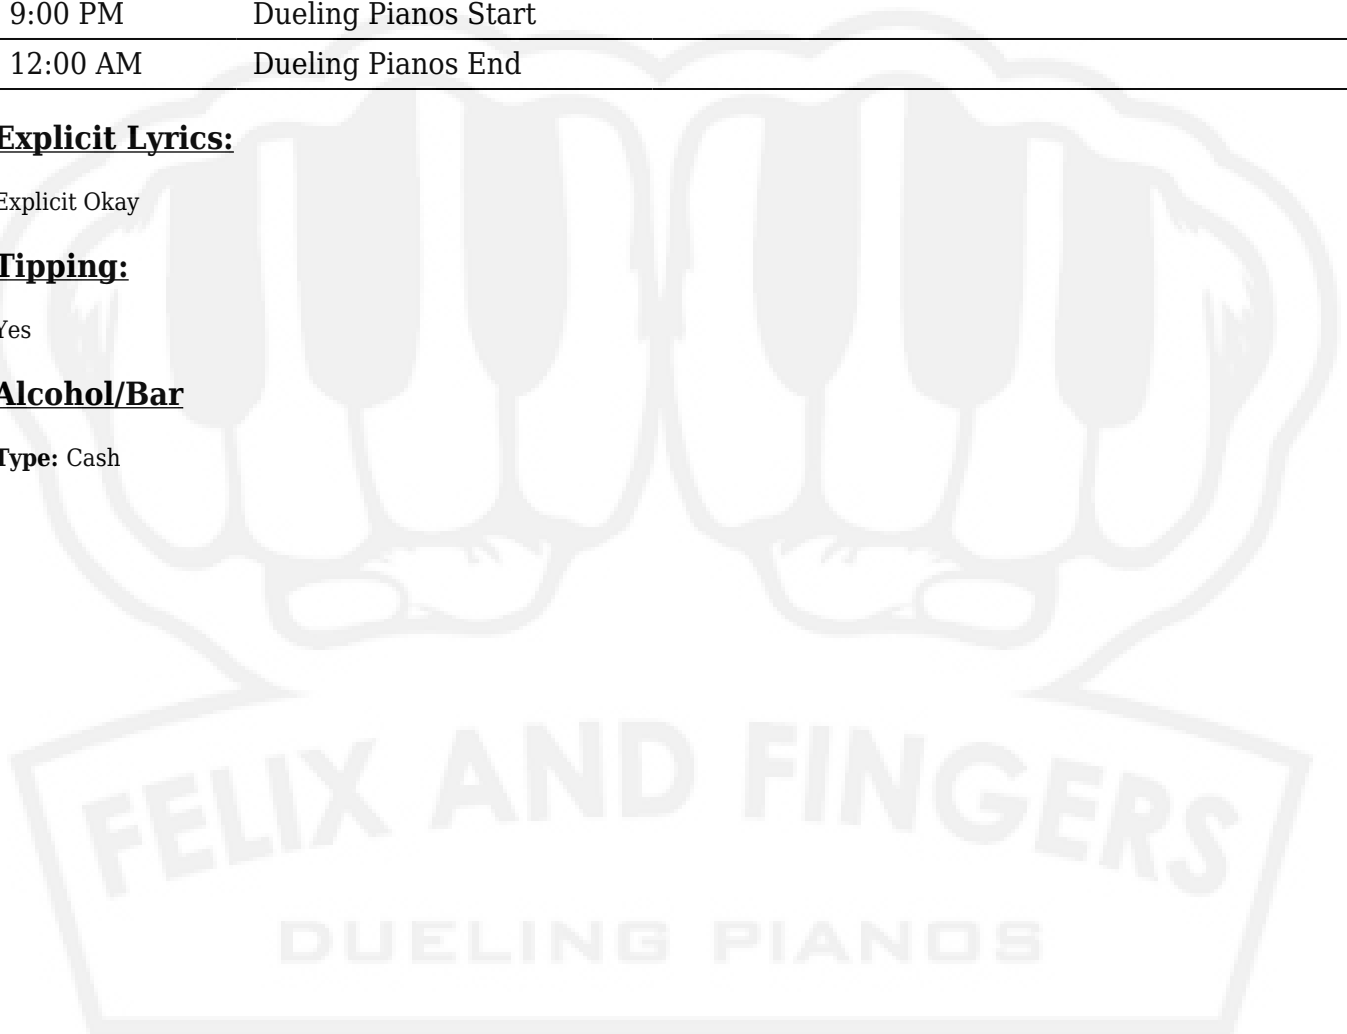 9:00 PM Dueling Pianos Start
12:00 AM Dueling Pianos End
Explicit Lyrics:
Explicit Okay
Tipping:
Yes
Alcohol/Bar
Type: Cash
FELIX AND FINGERS
DUELING PIANOS